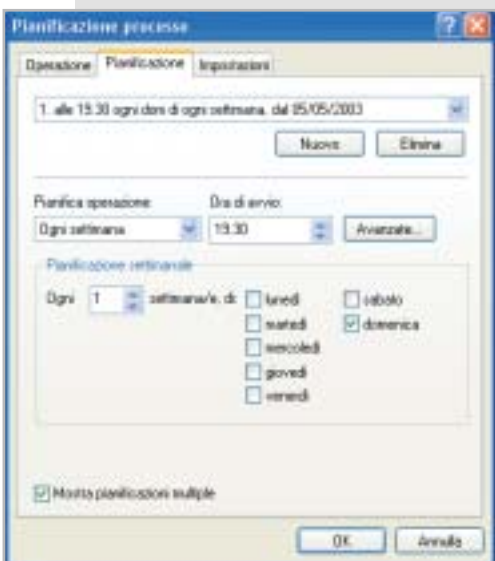 Pianificazione processo
Operazione Pianificazione Impostazioni
1. alle 19.30 ogni dom di ogni settimana, dal 05/05/2003
Nuovo Elimina
Pianifica operazione: Ora di avvio:
Ogni settimana 19.30 Avanzate...
Pianificazione settimanale
Ogni 1 settimana/e, di: lunedì sabato
martedì domenica
mercoledì
giovedì
venerdì
Mostra pianificazioni multiple
OK Annulla